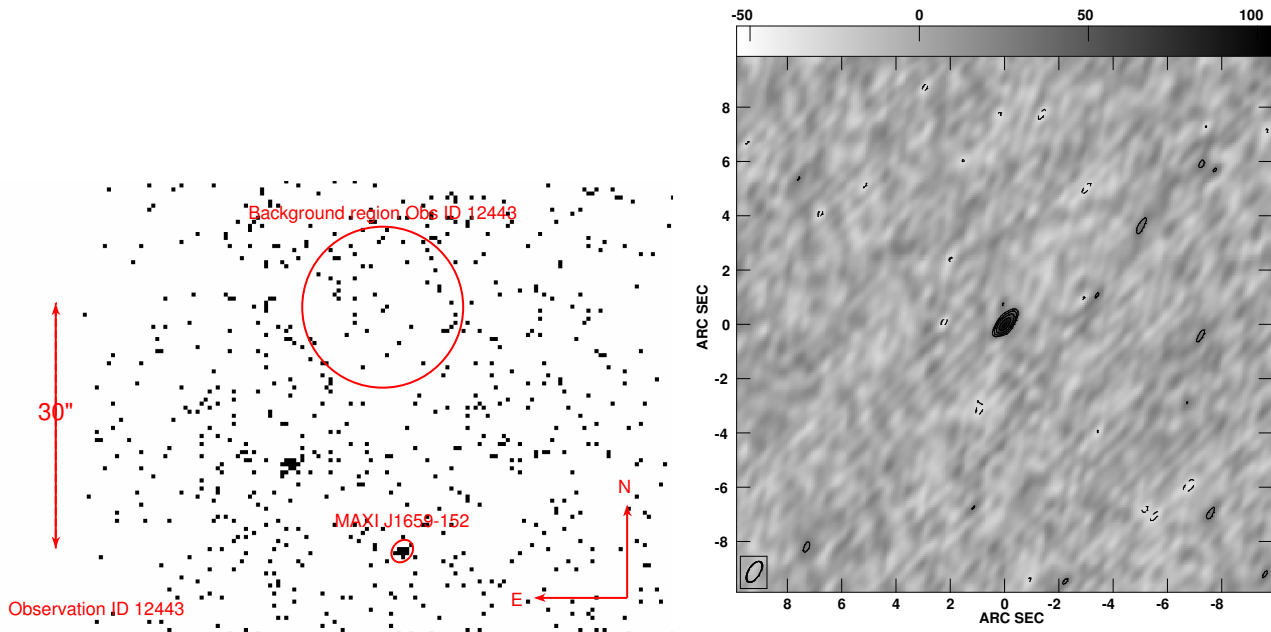 Background region Obs ID 12443
30"
MAXI J1659-152
N
E
Observation ID 12443
-50 0 50 100
8
6
4
2
0
-2
-4
-6
-8
ARC SEC
8 6 4 2 0 -2 -4 -6 -8
ARC SEC